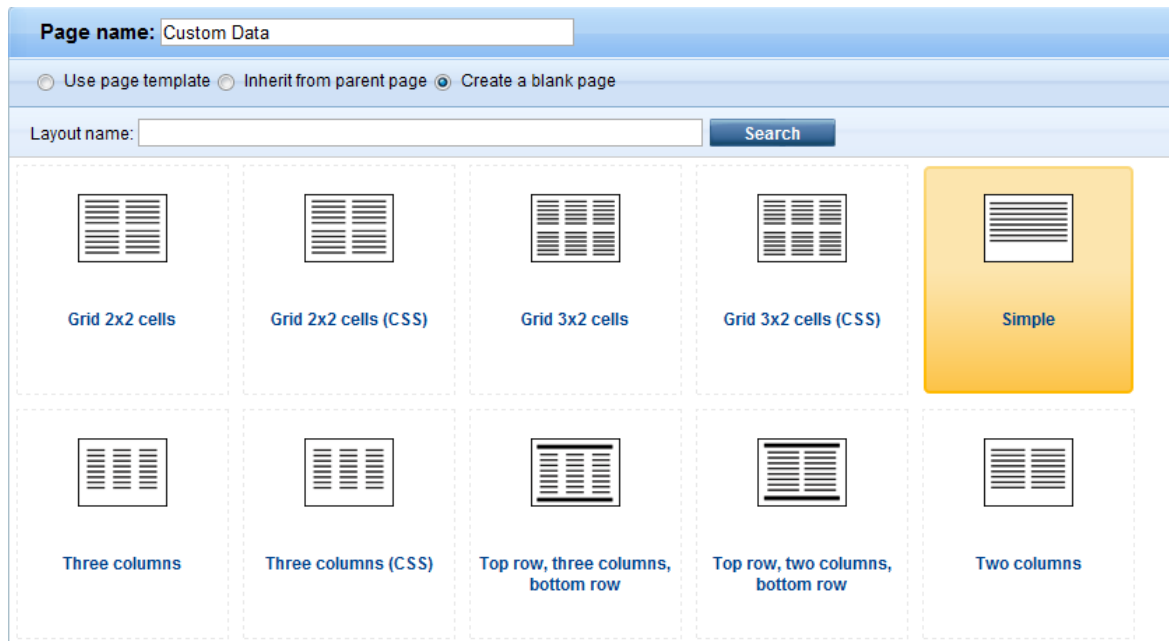 Page name: Custom Data
Use page template Inherit from parent page Create a blank page
Layout name: Search
Grid 2x2 cells
Grid 2x2 cells (CSS)
Grid 3x2 cells
Grid 3x2 cells (CSS)
Simple
Three columns
Three columns (CSS)
Top row, three columns,
bottom row
Top row, two columns,
bottom row
Two columns